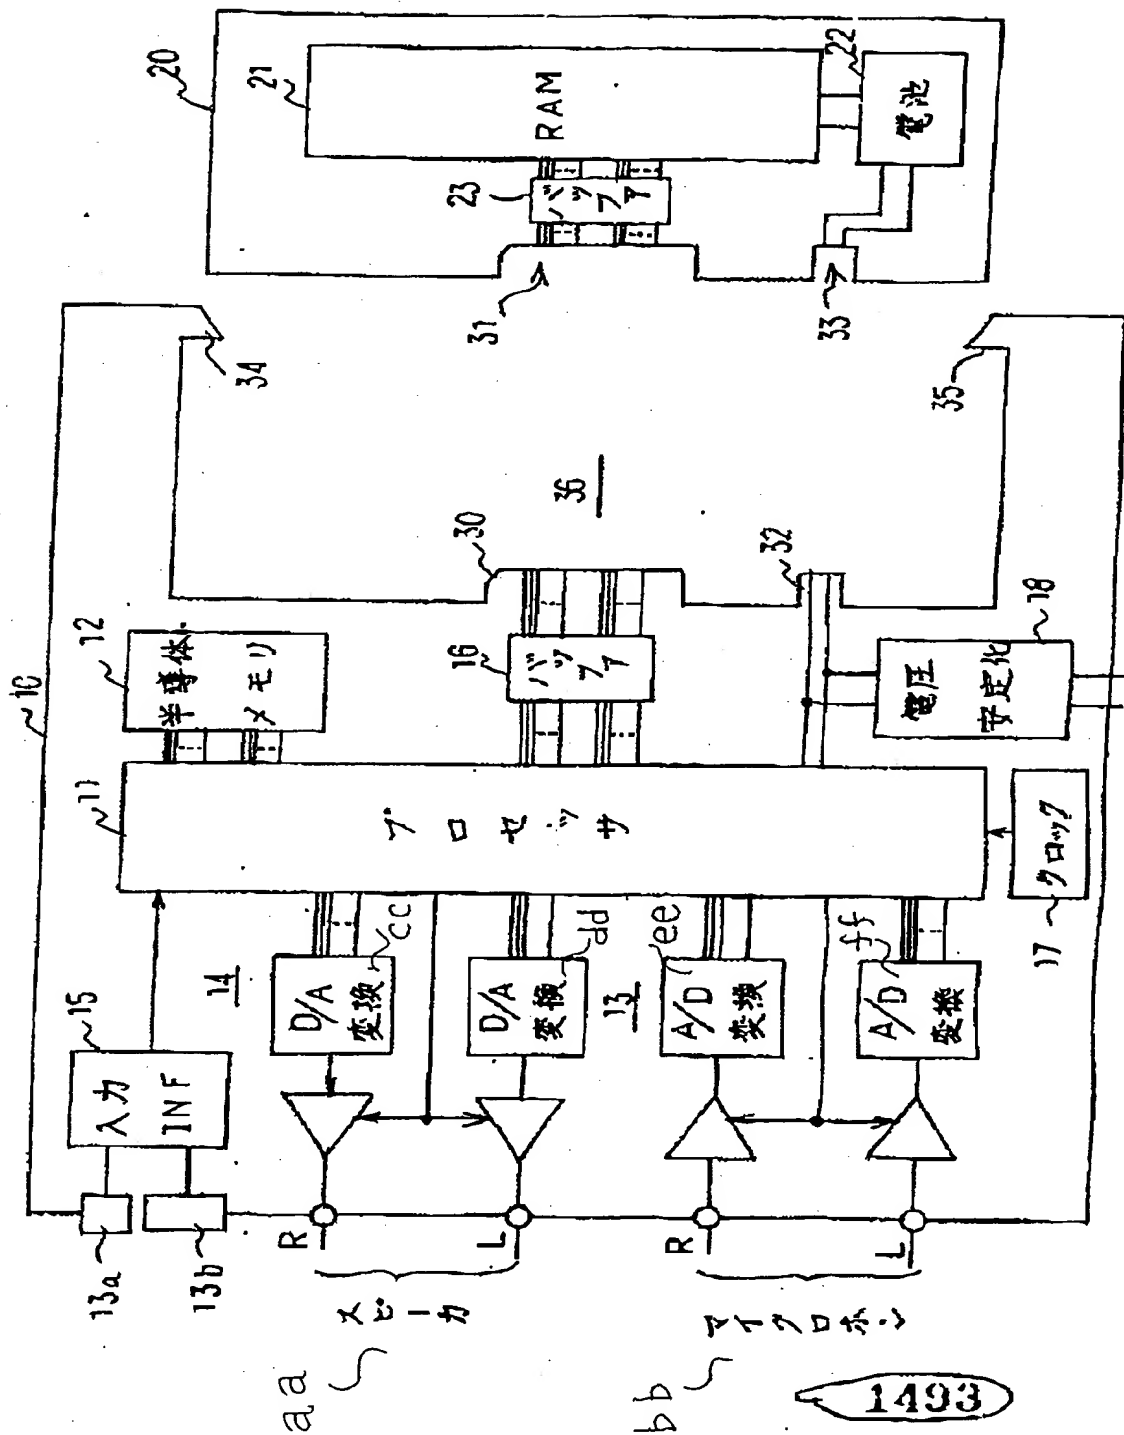 20
21
RAM
22
電池
23
バッファ
31
33
34
35
36
30
32
10
12
半導体
メモリ
16
バッファ
18
電圧
安定化
11
プロセッサ
17
クロック
15
入力
INF
14
D/A
変換
cc
D/A
変換
dd
13
A/D
変換
ee
A/D
変換
ff
13a
13b
R
L
R
L
スピーカ
マイクロホン
aa
bb
1493